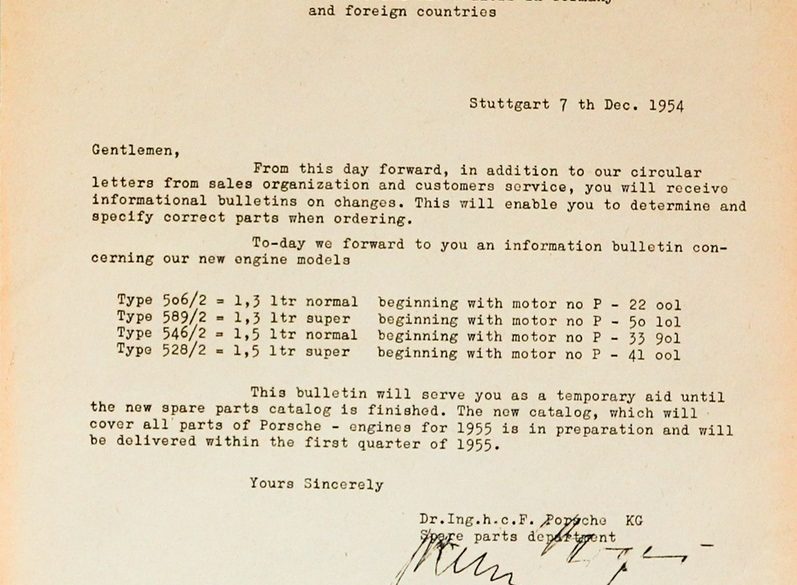 and foreign countries
Stuttgart 7 th Dec. 1954
Gentlemen,
From this day forward, in addition to our circular
letters from sales organization and customers service, you will receive
informational bulletins on changes. This will enable you to determine and
specify correct parts when ordering.
To-day we forward to you an information bulletin con-
cerning our new engine models
Type 5o6/2 = 1,3 ltr normal beginning with motor no P - 22 ool
Type 589/2 = 1,3 ltr super beginning with motor no P - 5o lol
Type 546/2 = 1,5 ltr normal beginning with motor no P - 33 9ol
Type 528/2 = 1,5 ltr super beginning with motor no P - 41 ool
This bulletin will serve you as a temporary aid until
the new spare parts catalog is finished. The new catalog, which will
cover all parts of Porsche - engines for 1955 is in preparation and will
be delivered within the first quarter of 1955.
Yours Sincerely
Dr.Ing.h.c.F. Porsche KG
Spare parts department